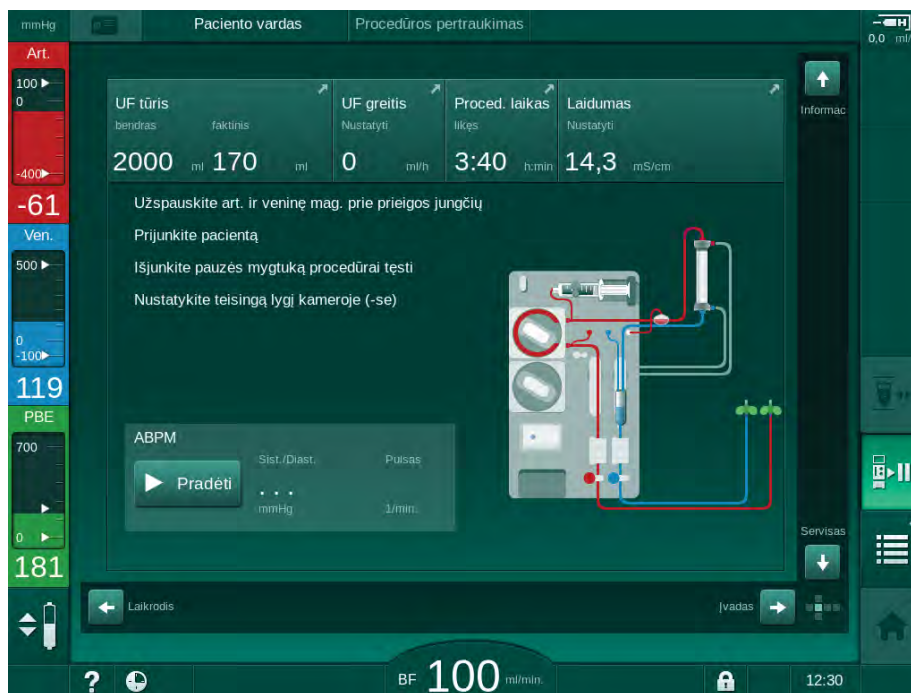 mmHg
Paciento vardas
Procedūros pertraukimas
0,0 ml/
Art.
100
0
-400
-61
Ven.
500
0
-100
119
PBE
700
0
181
UF tūris
bendras faktinis
2000 ml 170 ml
UF greitis
Nustatyti
0 ml/h
Proced. laikas
likęs
3:40 h:min
Laidumas
Nustatyti
14,3 mS/cm
Informac
Užspauskite art. ir veninę mag. prie prieigos jungčių
Prijunkite pacientą
Išjunkite pauzės mygtuką procedūrai tęsti
Nustatykite teisingą lygį kameroje (-se)
ABPM
Sist./Diast. Pulsas
Pradėti
. . .
mmHg 1/min.
Servisas
Laikrodis
Įvadas
?
BF 100 ml/min.
12:30